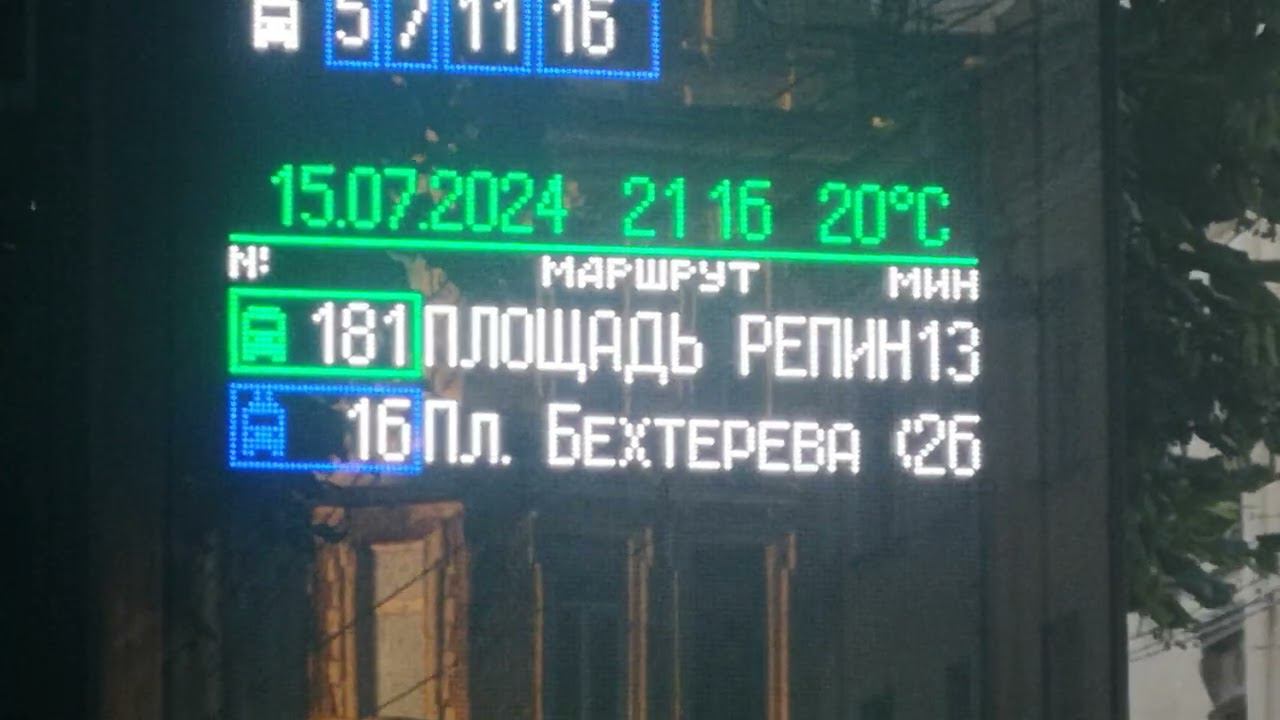 5 7 11 16
15.07.2024 21 16 20°C
№: МАРШРУТ МИН
181 ПЛОЩАДЬ РЕПИН 13
16 Пл. БЕХТЕРЕВА ( 26